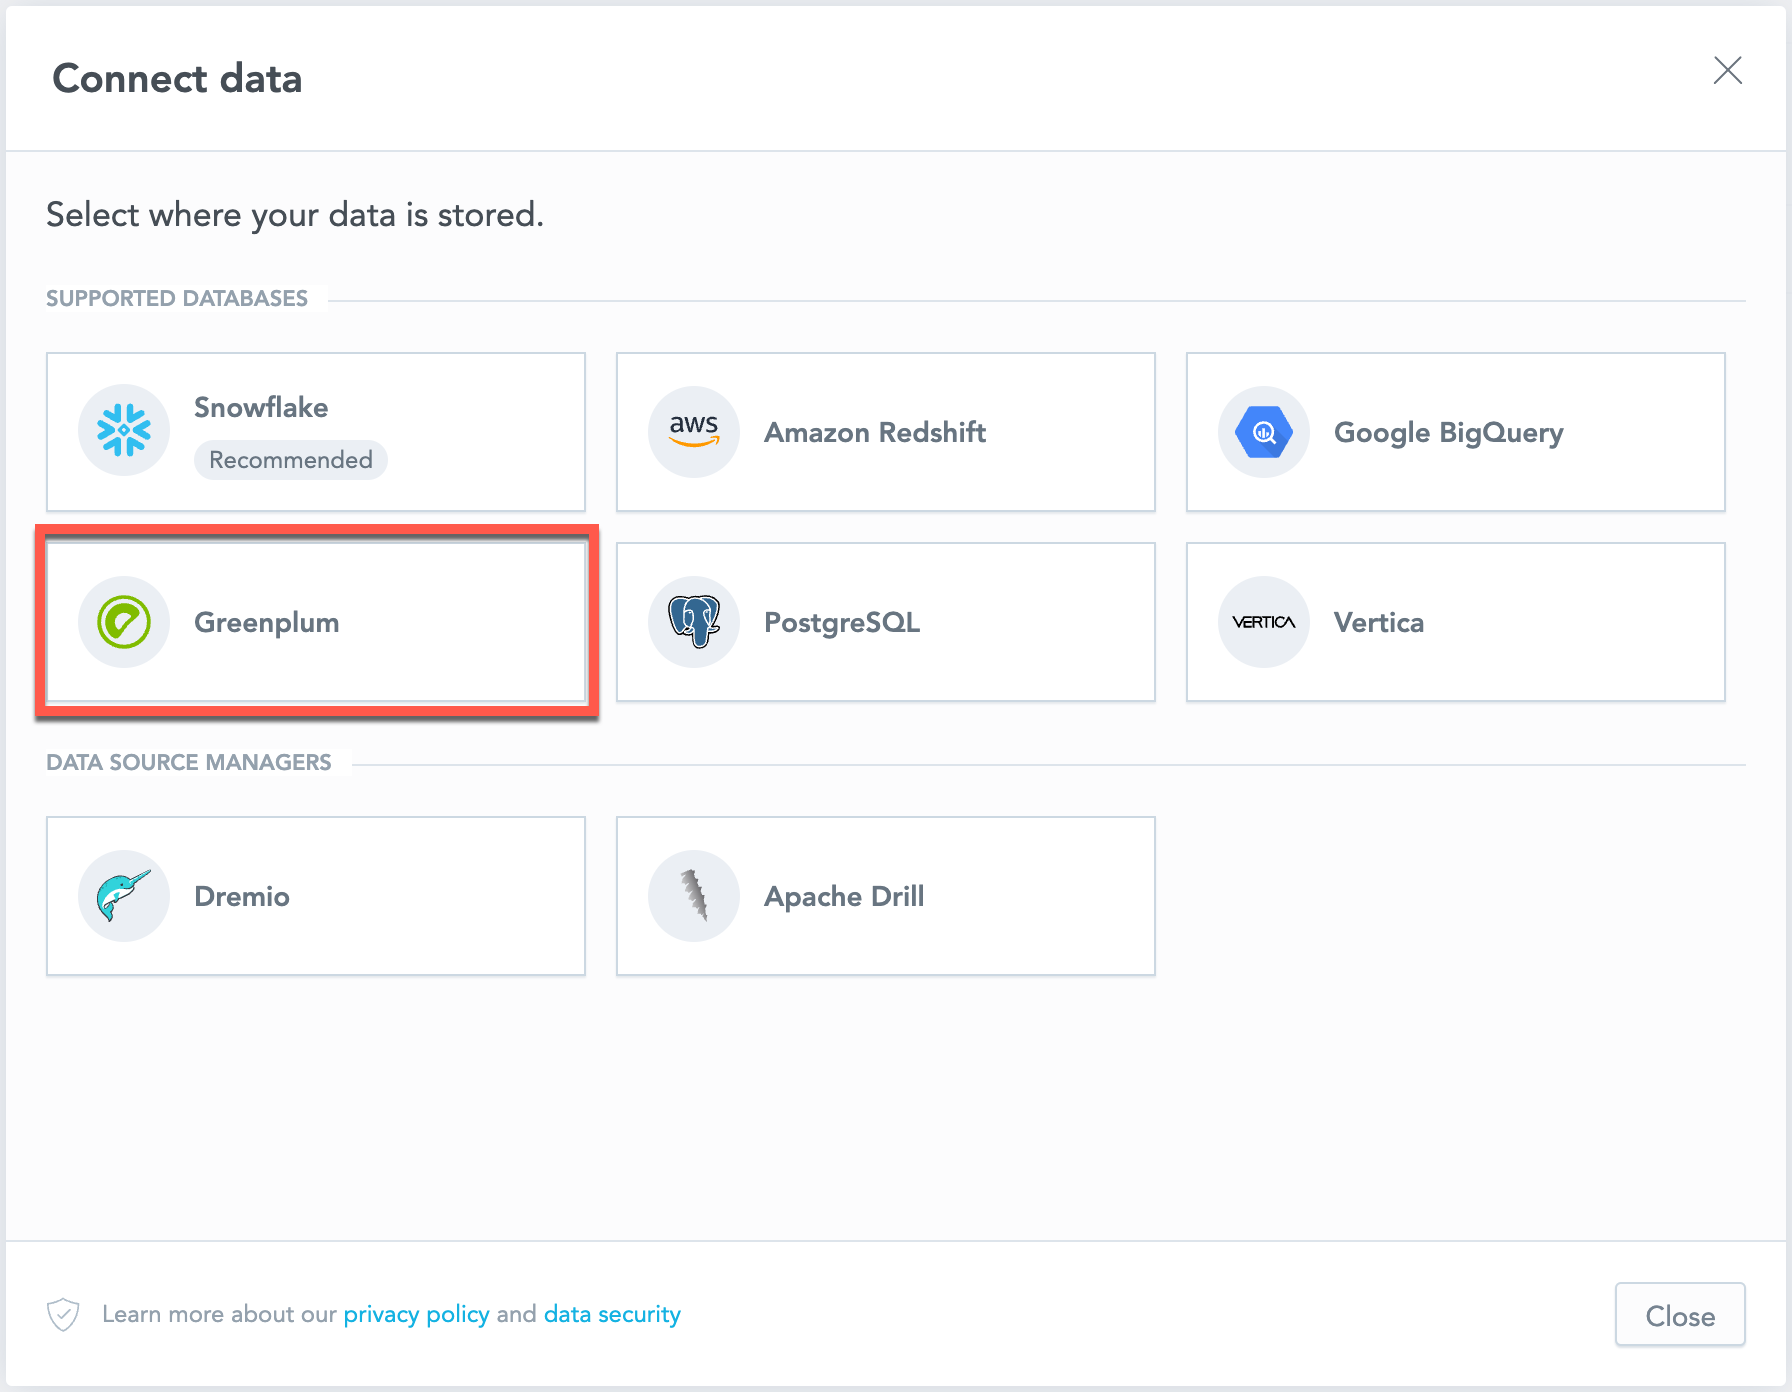 Connect data
Select where your data is stored.
SUPPORTED DATABASES
Snowflake
Recommended
aws
Amazon Redshift
Google BigQuery
Greenplum
PostgreSQL
VERTICA
Vertica
DATA SOURCE MANAGERS
Dremio
Apache Drill
Learn more about our privacy policy and data security
Close